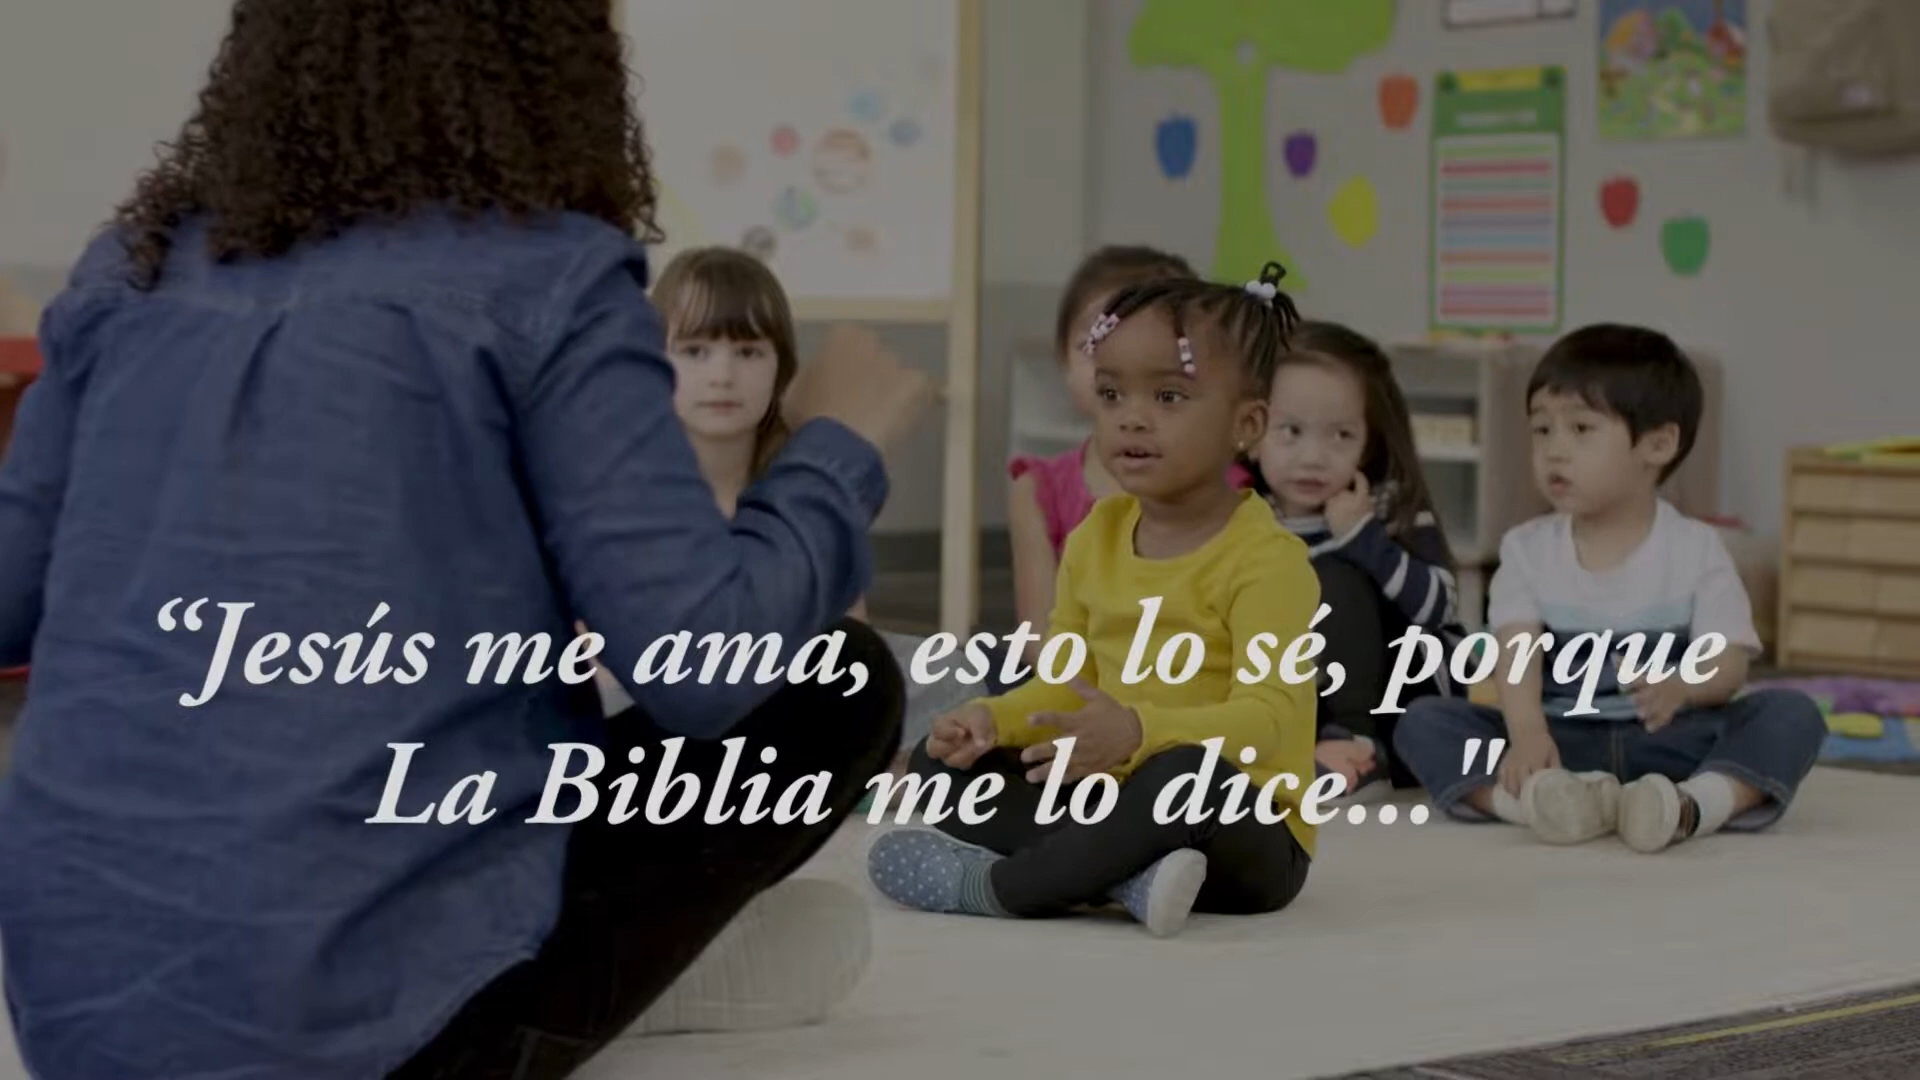 “Jesús me ama, esto lo sé, porque
La Biblia me lo dice..."